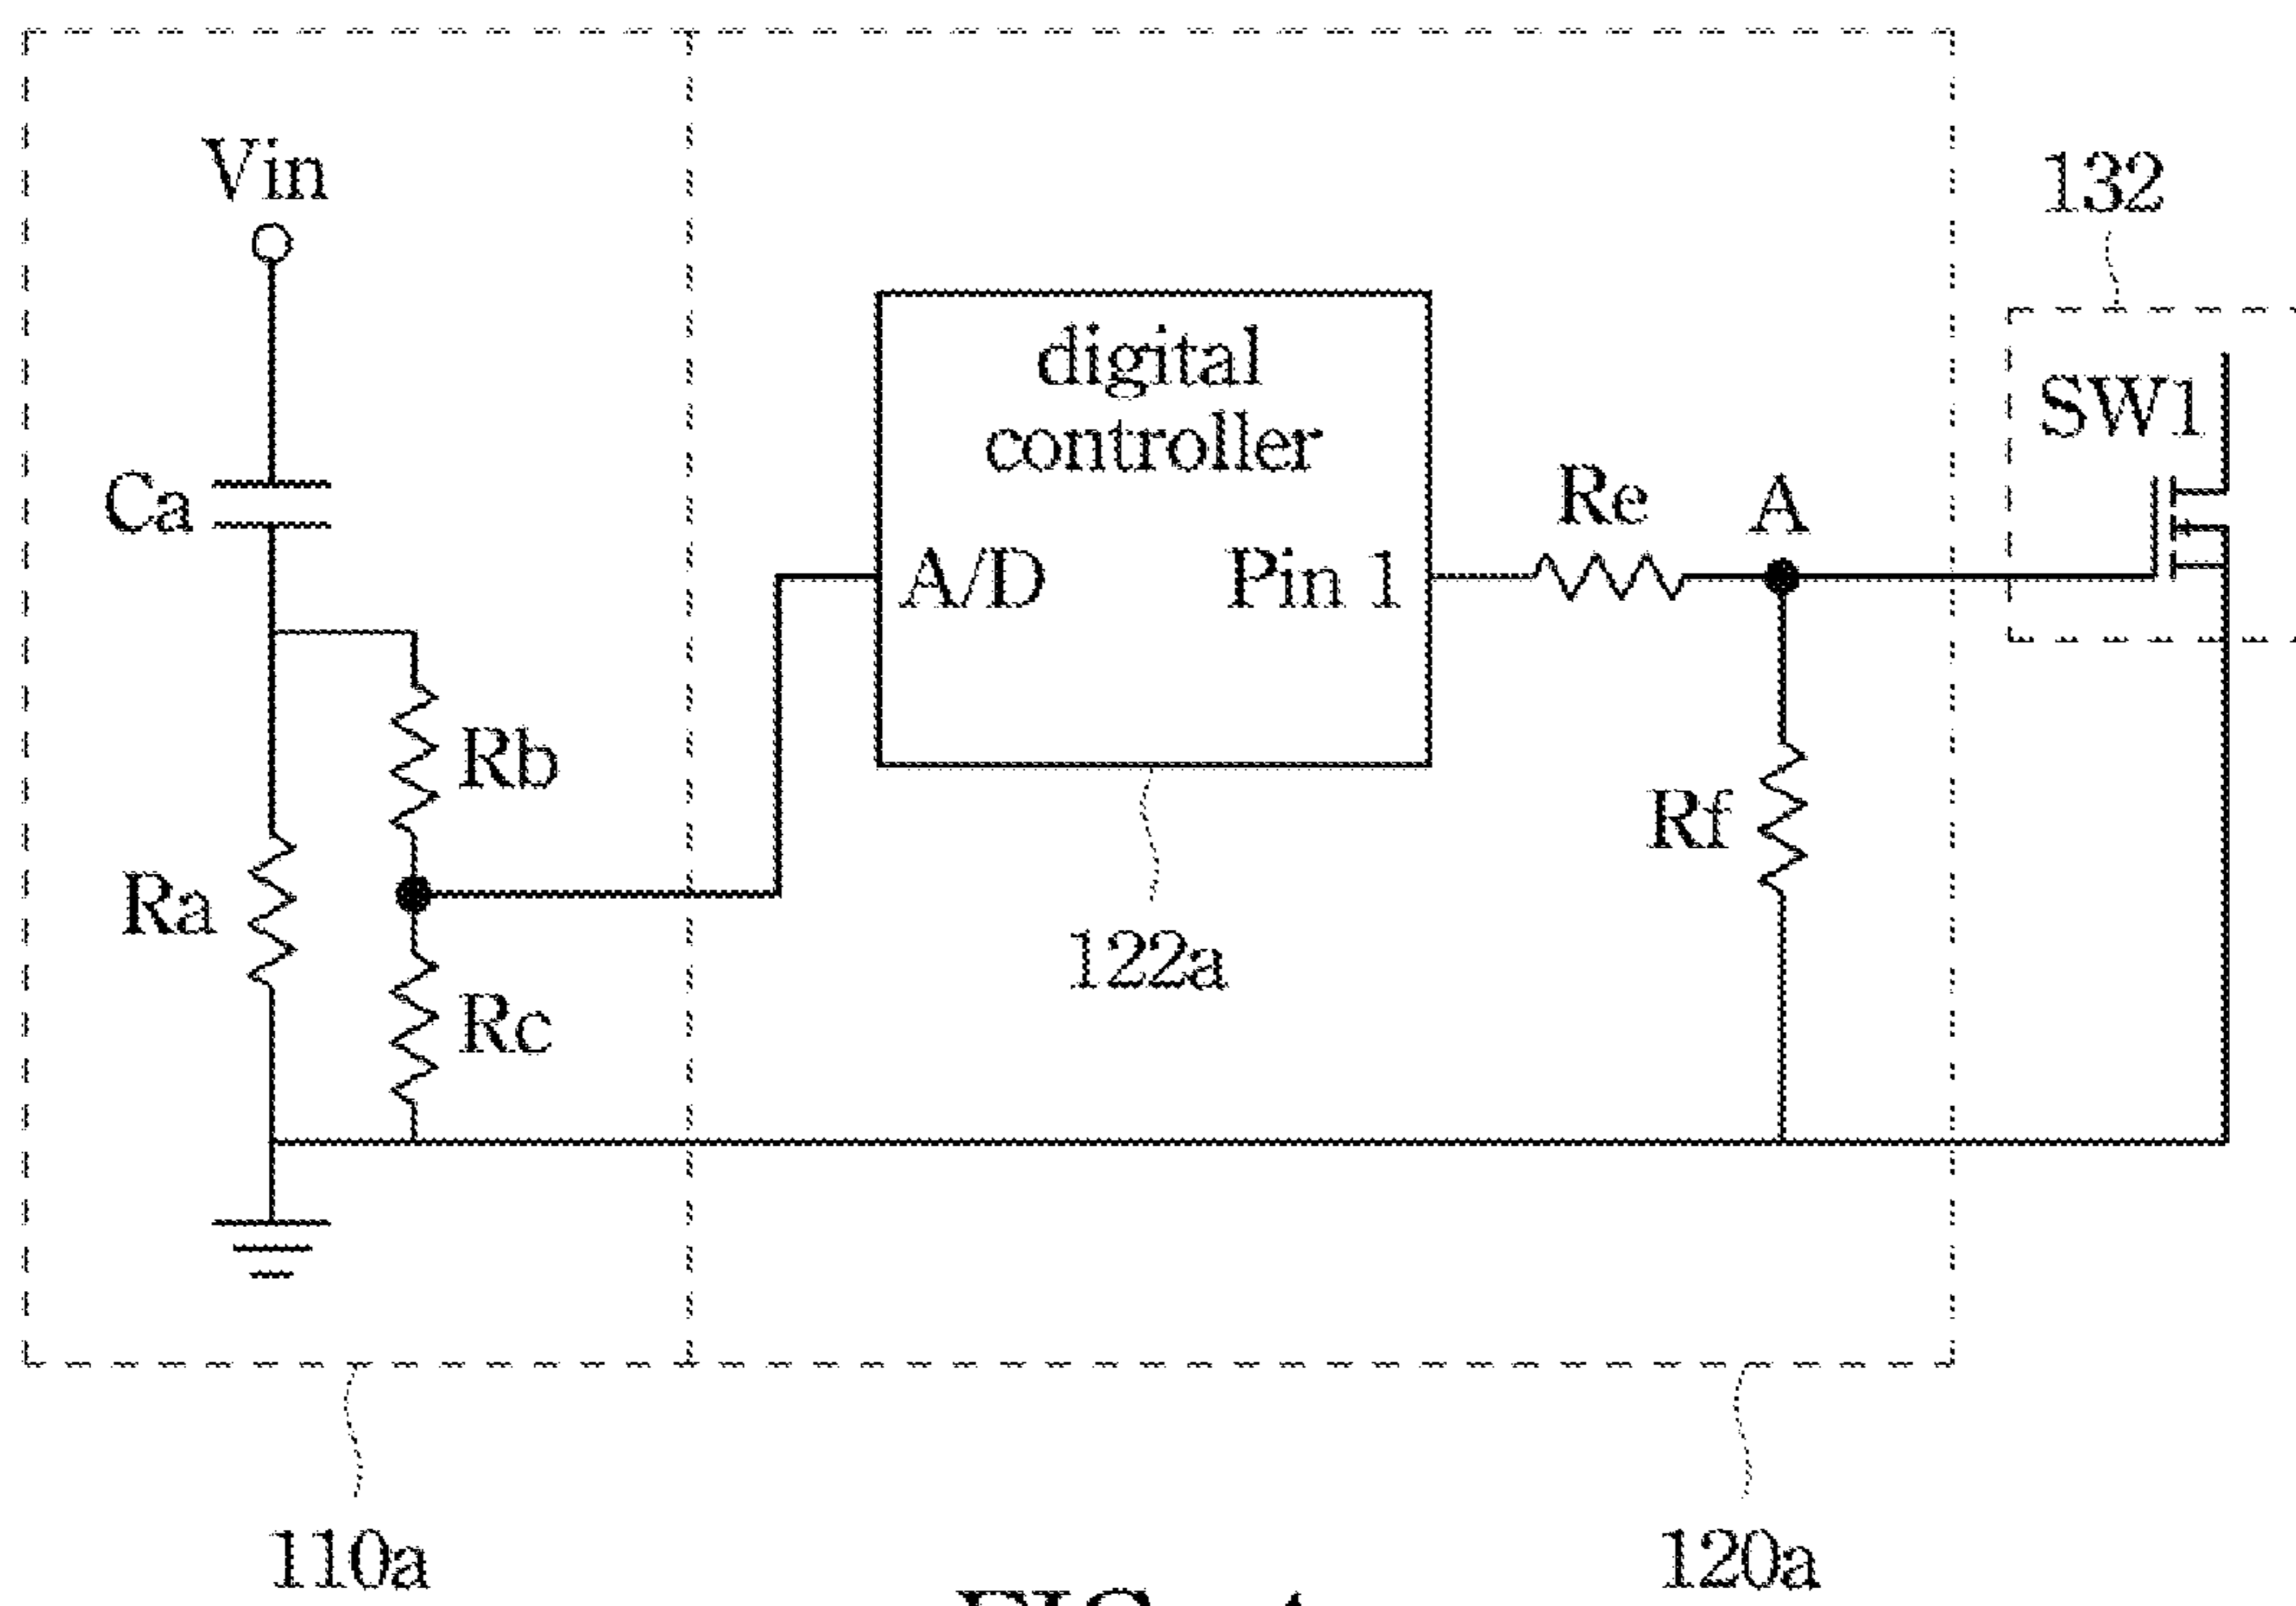 Vin
132
digital
controller
SW1
Ca
Re
A
A/D
Pin 1
Rb
Rf
Ra
122a
Rc
110a
120a